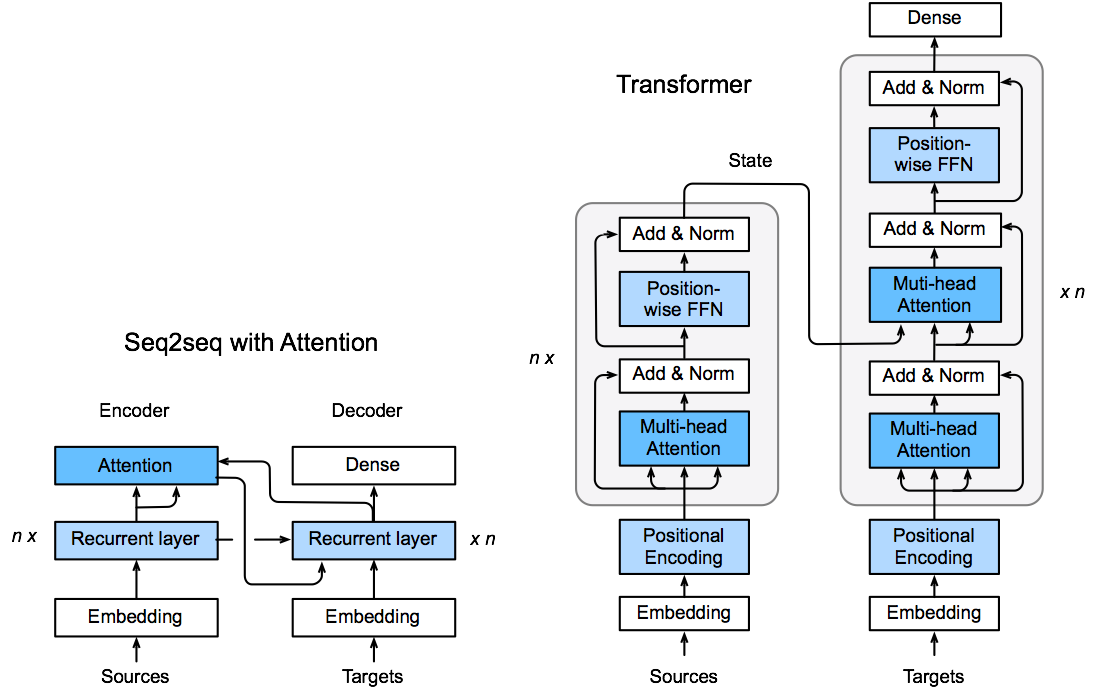 Seq2seq with Attention
Encoder
Decoder
Attention
Dense
n x
Recurrent layer
Recurrent layer
x n
Embedding
Embedding
Sources
Targets
Transformer
State
n x
Add & Norm
Position-
wise FFN
Add & Norm
Multi-head
Attention
Positional
Encoding
Embedding
Sources
Dense
Add & Norm
Position-
wise FFN
Add & Norm
Muti-head
Attention
x n
Add & Norm
Multi-head
Attention
Positional
Encoding
Embedding
Targets